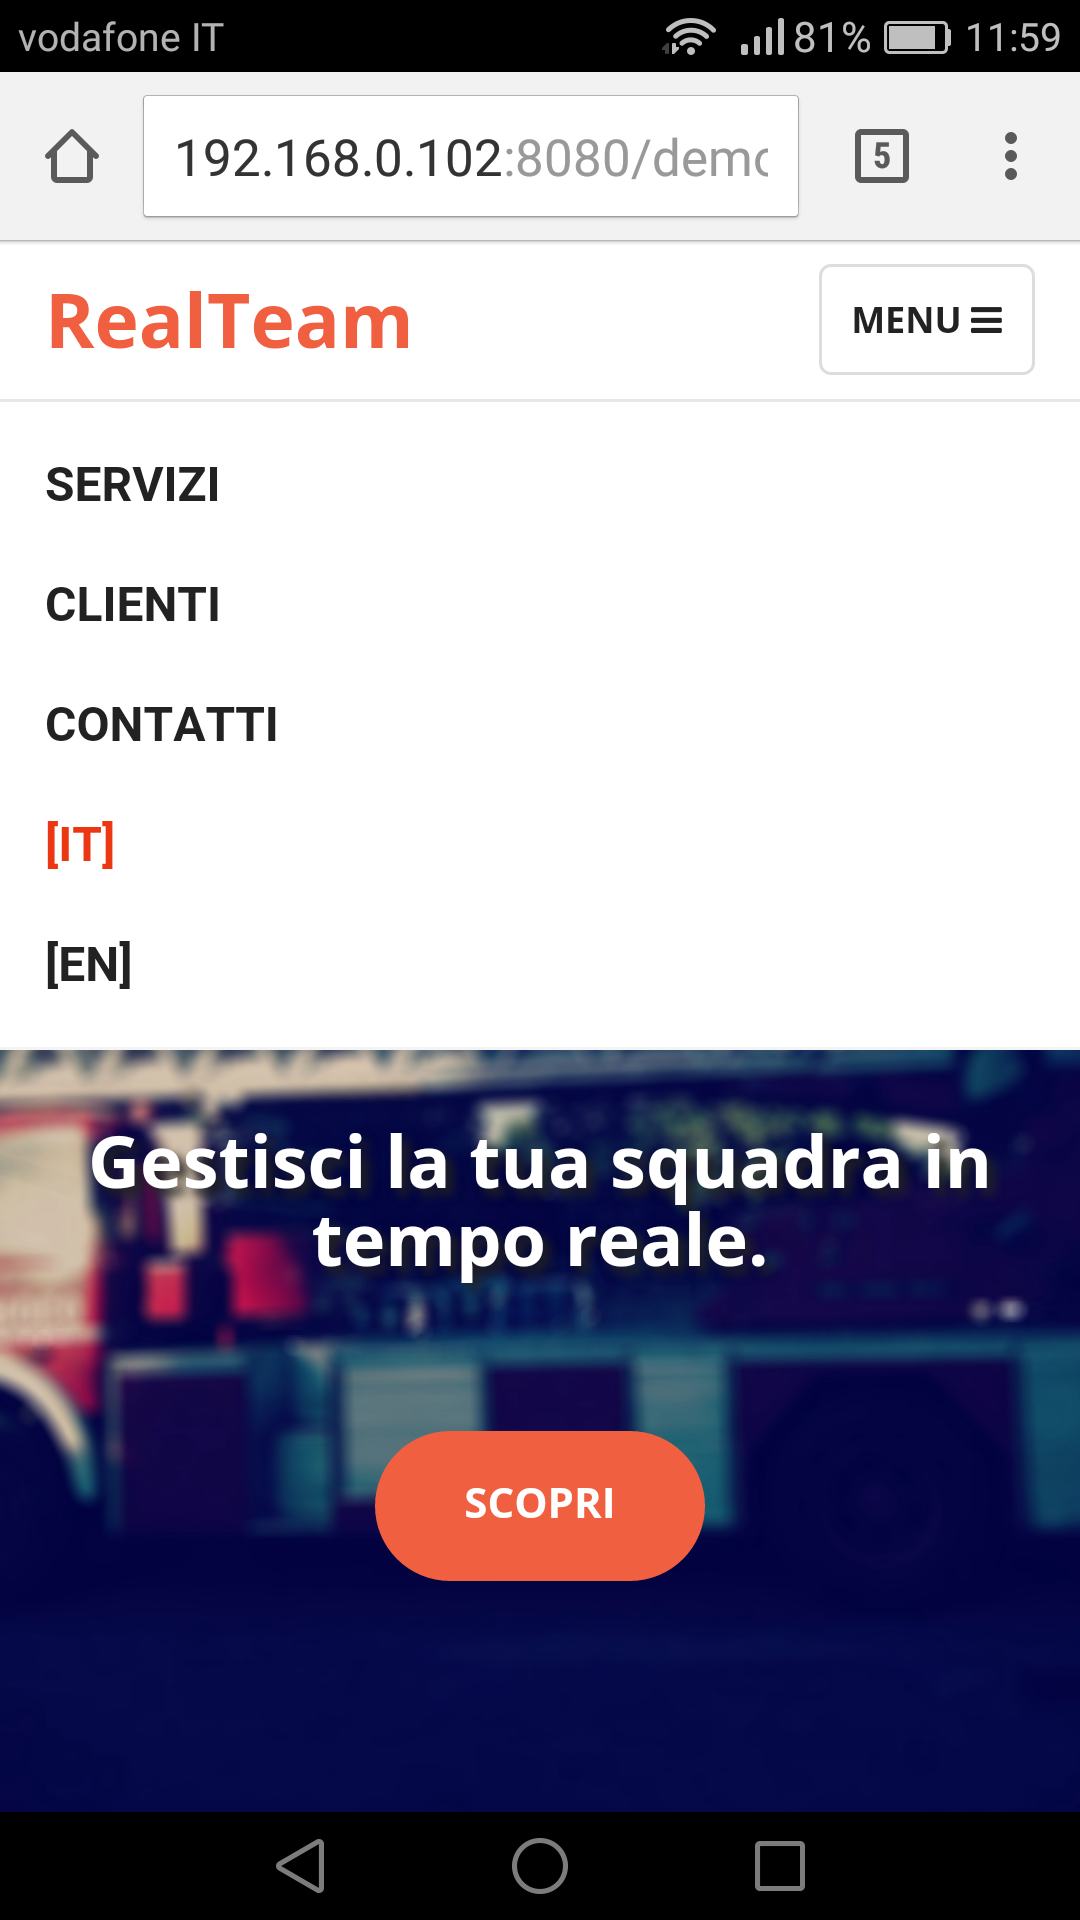 vodafone IT 81% 11:59
192.168.0.102:8080/demo 5
RealTeam MENU
SERVIZI
CLIENTI
CONTATTI
[IT]
[EN]
Gestisci la tua squadra in
tempo reale.
SCOPRI